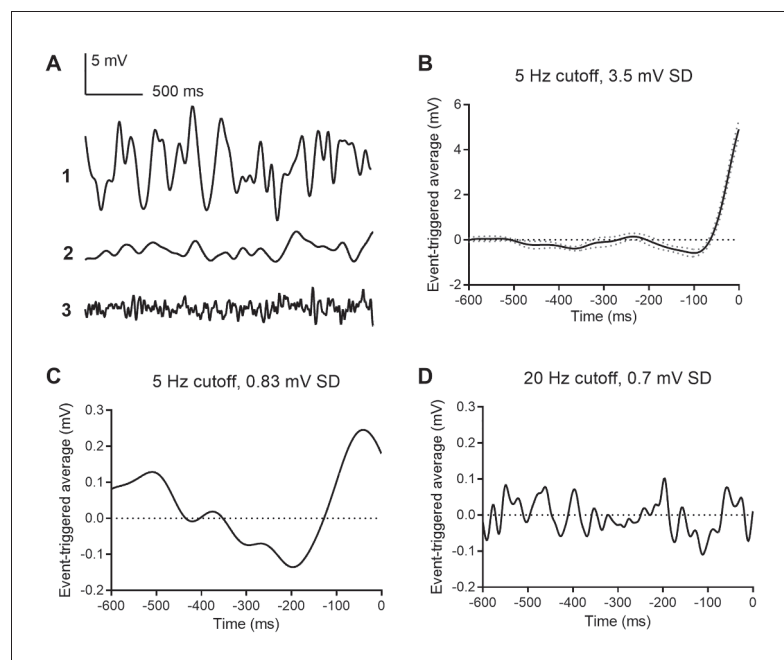 A
5 mV
500 ms
1
2
3
B
5 Hz cutoff, 3.5 mV SD
Event-triggered average (mV)
6
4
2
0
-2
-600 -500 -400 -300 -200 -100 0
Time (ms)
C
5 Hz cutoff, 0.83 mV SD
Event-triggered average (mV)
0.3
0.2
0.1
0.0
-0.1
-0.2
-600 -500 -400 -300 -200 -100 0
Time (ms)
D
20 Hz cutoff, 0.7 mV SD
Event-triggered average (mV)
0.3
0.2
0.1
0.0
-0.1
-0.2
-600 -500 -400 -300 -200 -100 0
Time (ms)